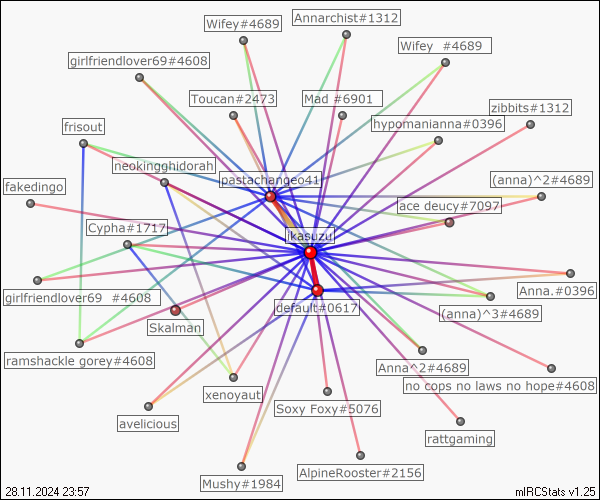 Wifey#4689
Annarchist#1312
Wifey  #4689
girlfriendlover69#4608
Toucan#2473
Mad #6901
zibbits#1312
frisout
hypomanianna#0396
neokingghidorah
pastachangeo41
(anna)^2#4689
fakedingo
ace deucy#7097
Cypha#1717
ikasuzu
girlfriendlover69  #4608
Anna.#0396
Skalman
default#0617
(anna)^3#4689
ramshackle gorey#4608
Anna^2#4689
no cops no laws no hope#4608
xenoyaut
Soxy Foxy#5076
avelicious
rattgaming
Mushy#1984
AlpineRooster#2156
28.11.2024 23:57
mIRCStats v1.25